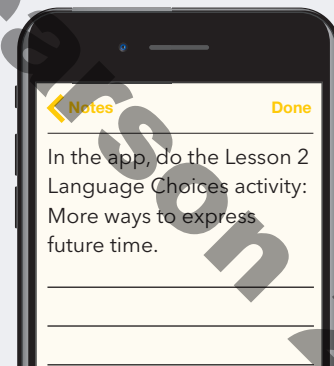 Notes
Done
In the app, do the Lesson 2
Language Choices activity:
More ways to express
future time.